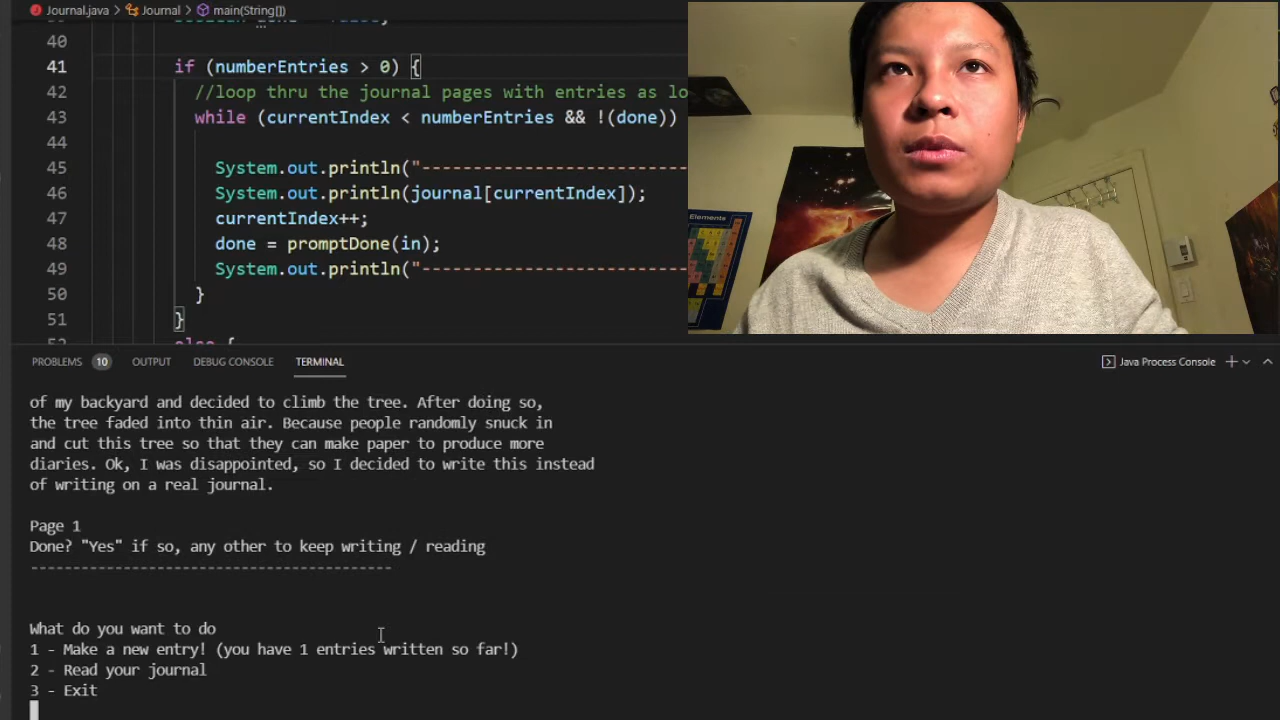 Journal.java > Journal > main(String[])
40
41 if (numberEntries > 0) {
42 //loop thru the journal pages with entries as lo
43 while (currentIndex < numberEntries && !(done))
44
45 System.out.println("--------------------------------
46 System.out.println(journal[currentIndex]);
47 currentIndex++;
48 done = promptDone(in);
49 System.out.println("--------------------------------
50 }
51 }
Elements
PROBLEMS 10 OUTPUT DEBUG CONSOLE TERMINAL Java Process Console
of my backyard and decided to climb the tree. After doing so,
the tree faded into thin air. Because people randomly snuck in
and cut this tree so that they can make paper to produce more
diaries. Ok, I was disappointed, so I decided to write this instead
of writing on a real journal.
Page 1
Done? "Yes" if so, any other to keep writing / reading
-------------------------------------------
What do you want to do
1 - Make a new entry! (you have 1 entries written so far!)
2 - Read your journal
3 - Exit